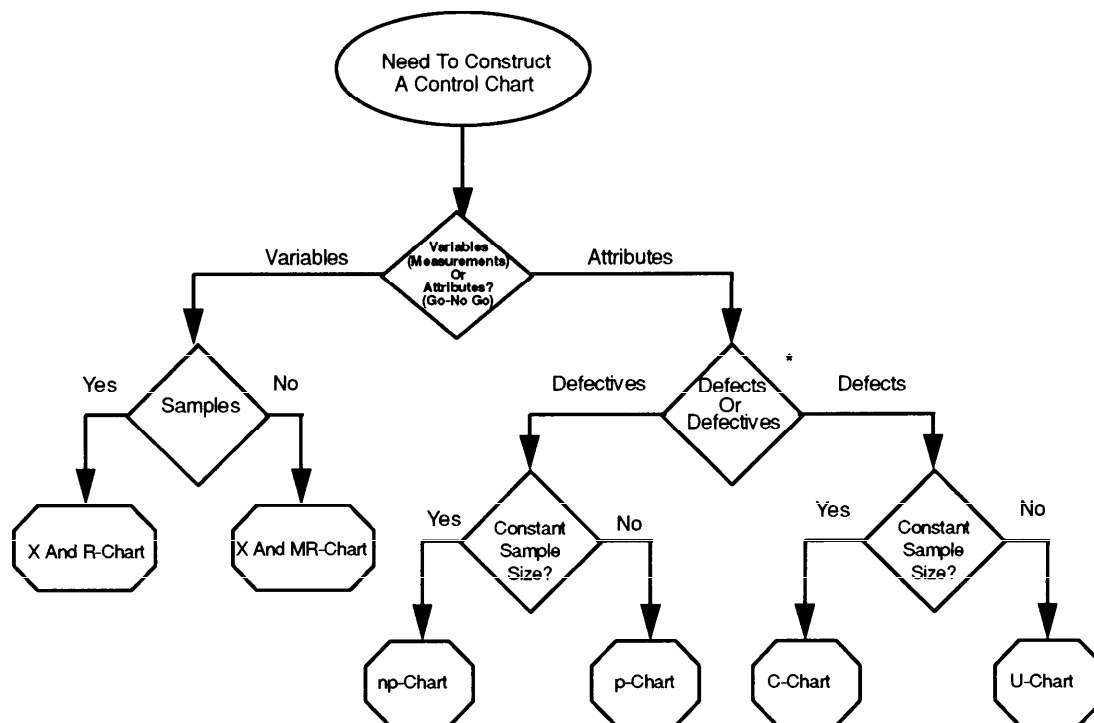 Need To Construct
A Control Chart
Variables
Variables
(Measurements)
Or
Attributes?
(Go-No Go)
Attributes
*
Yes
Samples
No
Defectives
Defects
Or
Defectives
Defects
X And R-Chart
X And MR-Chart
Yes
Constant
Sample
Size?
No
Yes
Constant
Sample
Size?
No
np-Chart
p-Chart
C-Chart
U-Chart